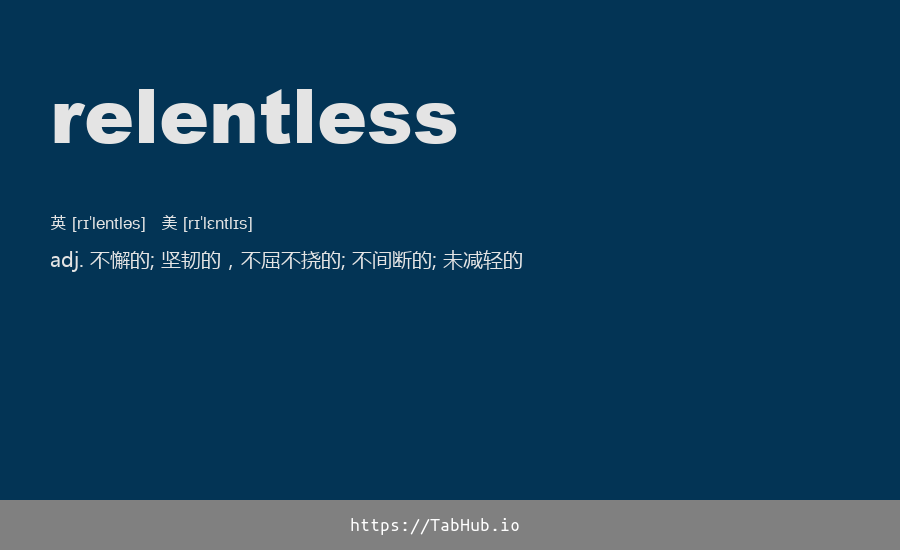 relentless
英 [rɪˈlentləs] 美 [rɪˈlɛntlɪs]
adj. 不懈的; 坚韧的，不屈不挠的; 不间断的; 未减轻的
https://TabHub.io